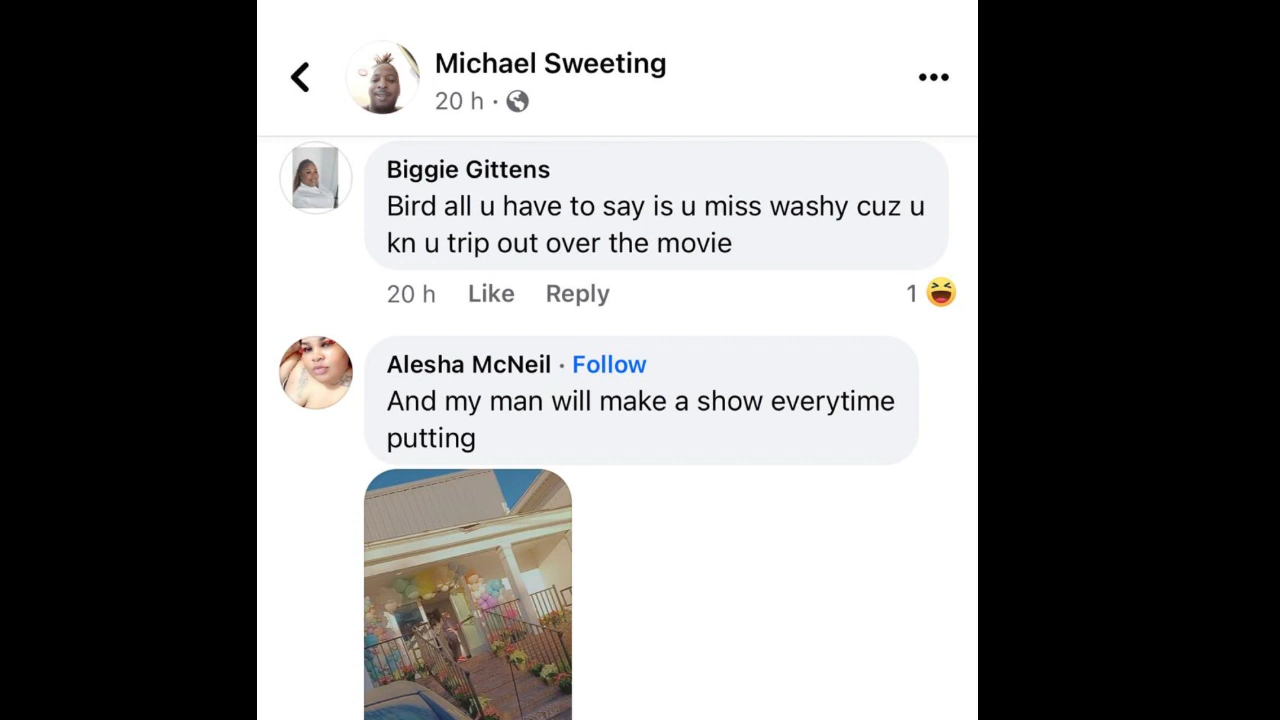 Michael Sweeting
20 h ·
Biggie Gittens
Bird all u have to say is u miss washy cuz u
kn u trip out over the movie
20 h Like Reply 1
Alesha McNeil · Follow
And my man will make a show everytime
putting